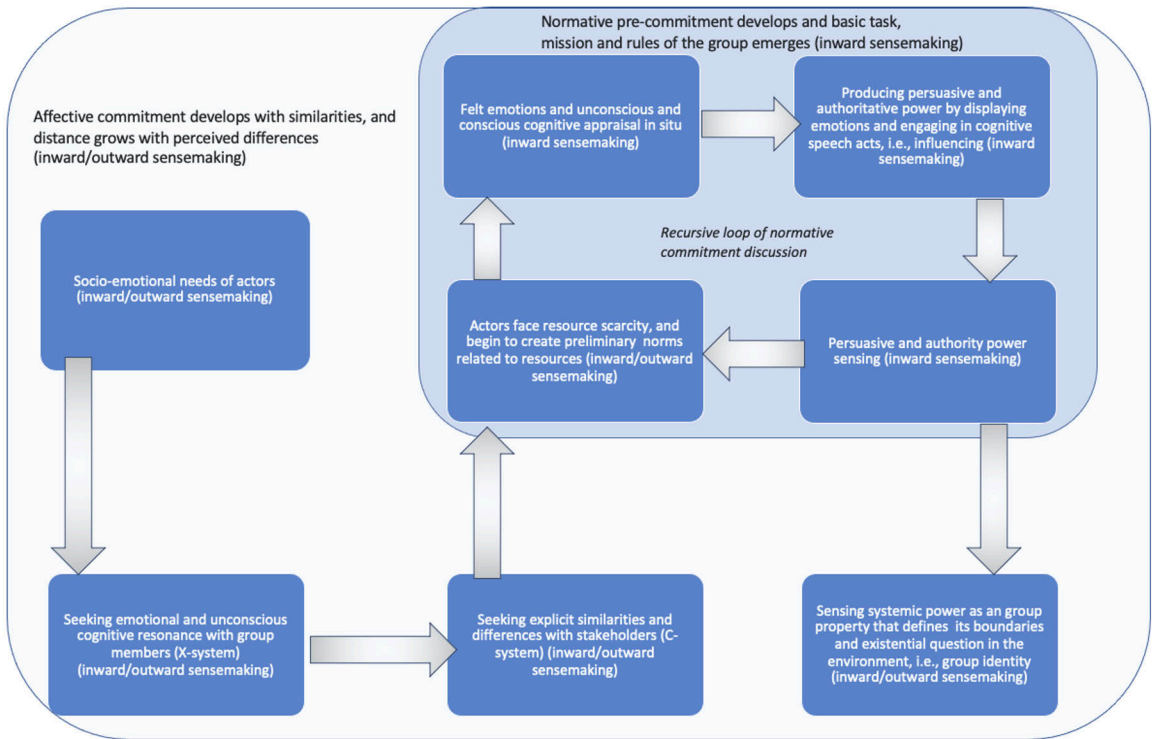 Normative pre-commitment develops and basic task,
mission and rules of the group emerges (inward sensemaking)
Affective commitment develops with similarities, and
distance grows with perceived differences
(inward/outward sensemaking)
Felt emotions and unconscious and
conscious cognitive appraisal in situ
(inward sensemaking)
Producing persuasive and
authoritative power by displaying
emotions and engaging in cognitive
speech acts, i.e., influencing (inward
sensemaking)
Recursive loop of normative
commitment discussion
Socio-emotional needs of actors
(inward/outward sensemaking)
Actors face resource scarcity, and
begin to create preliminary norms
related to resources (inward/outward
sensemaking)
Persuasive and authority power
sensing (inward sensemaking)
Seeking emotional and unconscious
cognitive resonance with group
members (X-system)
(inward/outward sensemaking)
Seeking explicit similarities and
differences with stakeholders (C-
system) (inward/outward
sensemaking)
Sensing systemic power as an group
property that defines its boundaries
and existential question in the
environment, i.e., group identity
(inward/outward sensemaking)